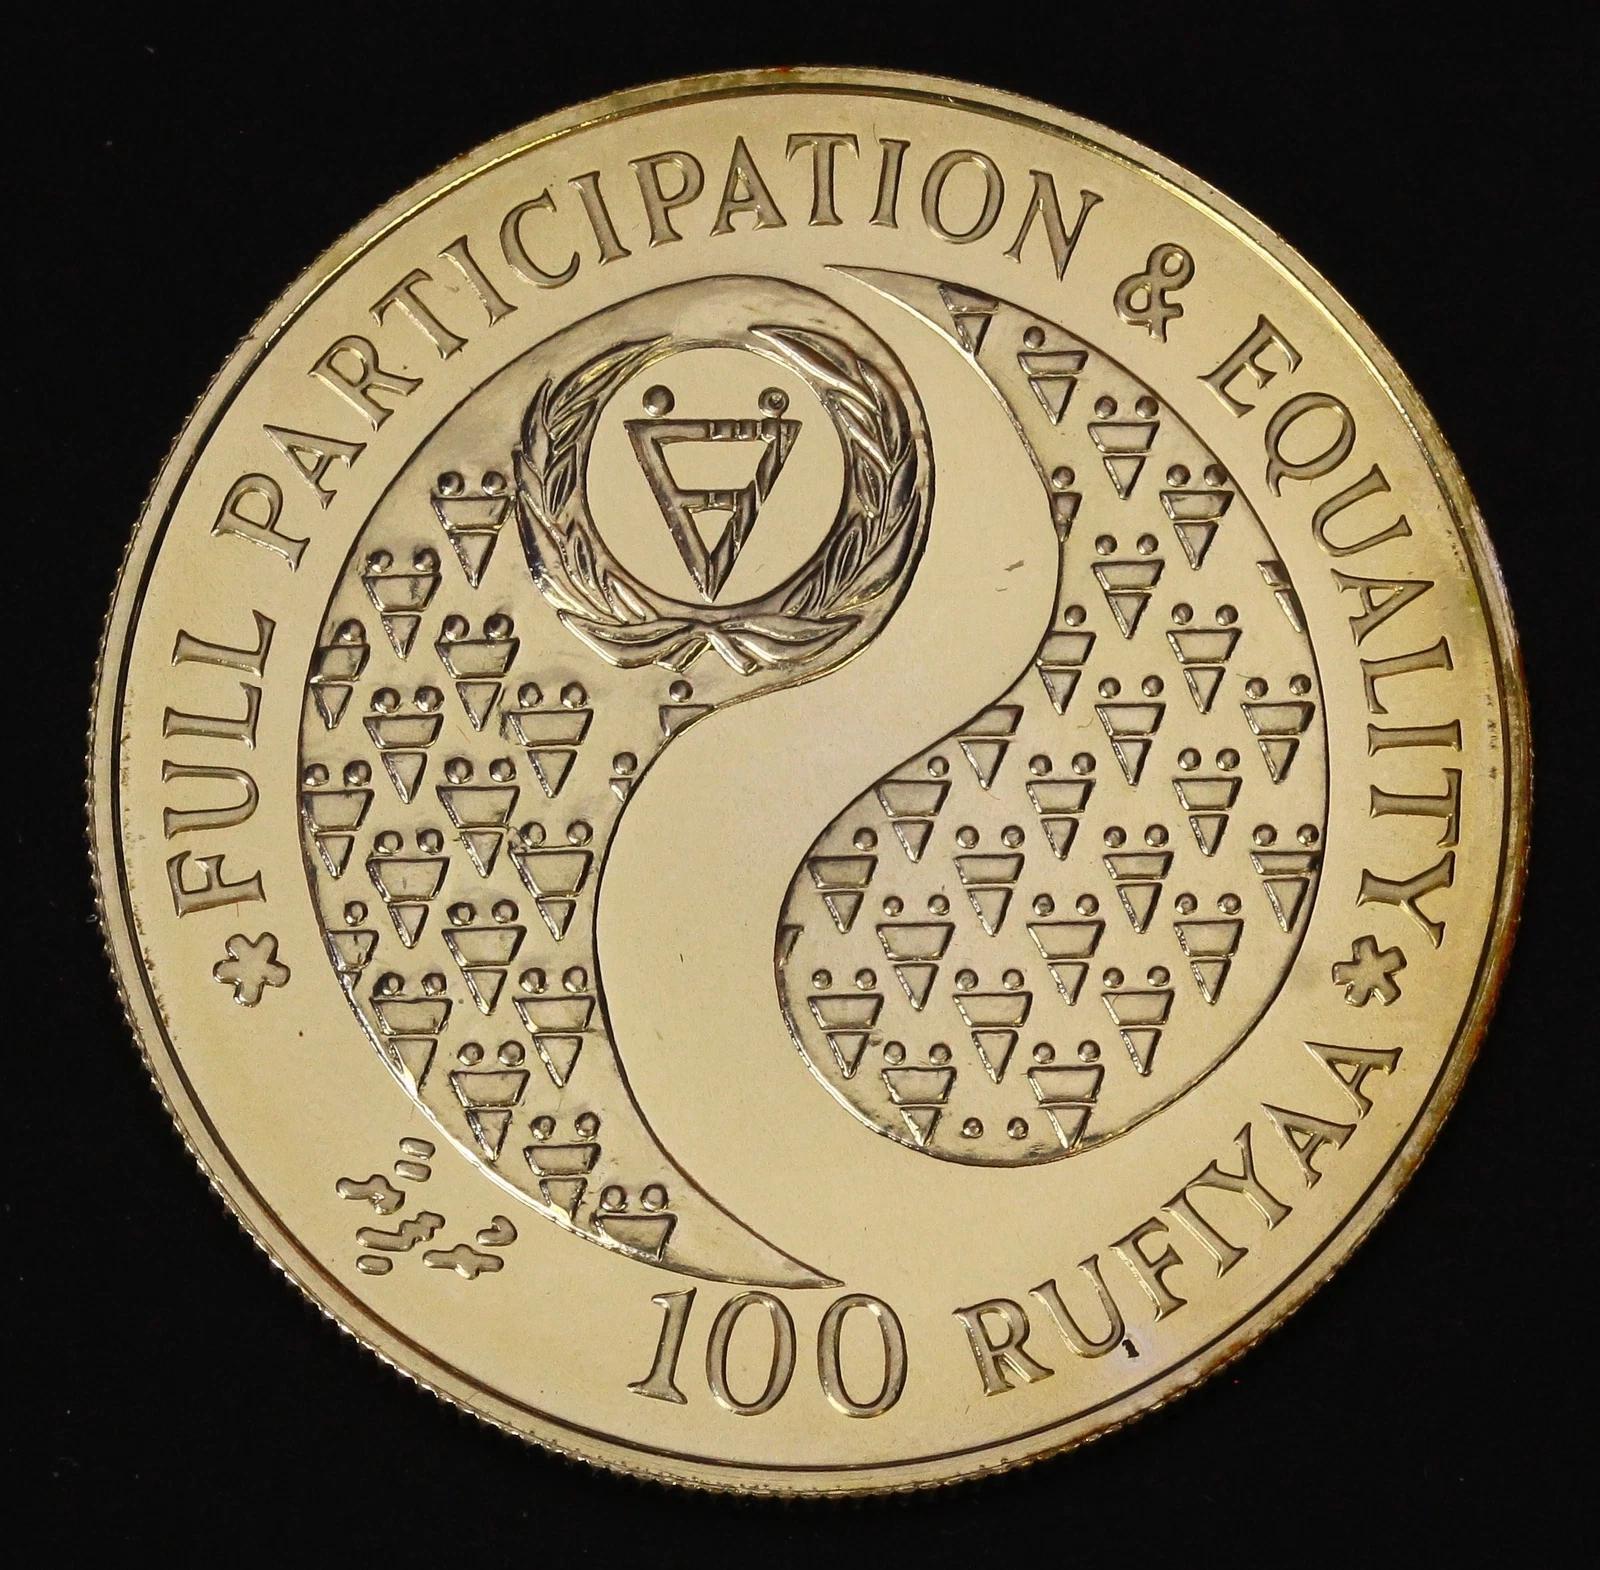 FULL PARTICIPATION & EQUALITY
100 RUFIYAA